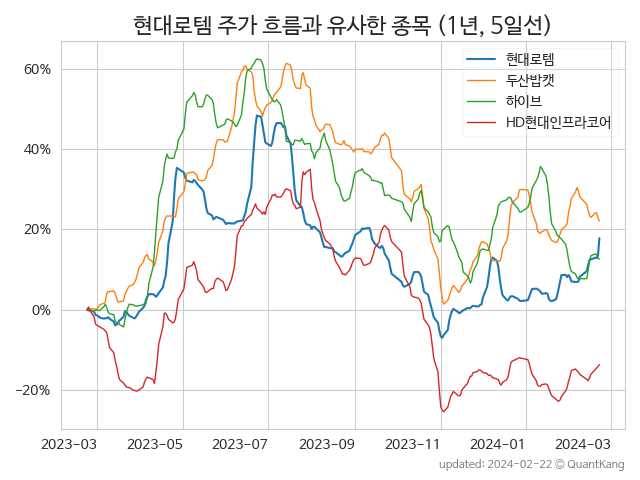 현대로템 주가 흐름과 유사한 종목 (1년, 5일선)
현대로템
두산밥캣
하이브
HD현대인프라코어
60%
40%
20%
0%
−20%
2023-03 2023-05 2023-07 2023-09 2023-11 2024-01 2024-03
updated: 2024-02-22 © QuantKang